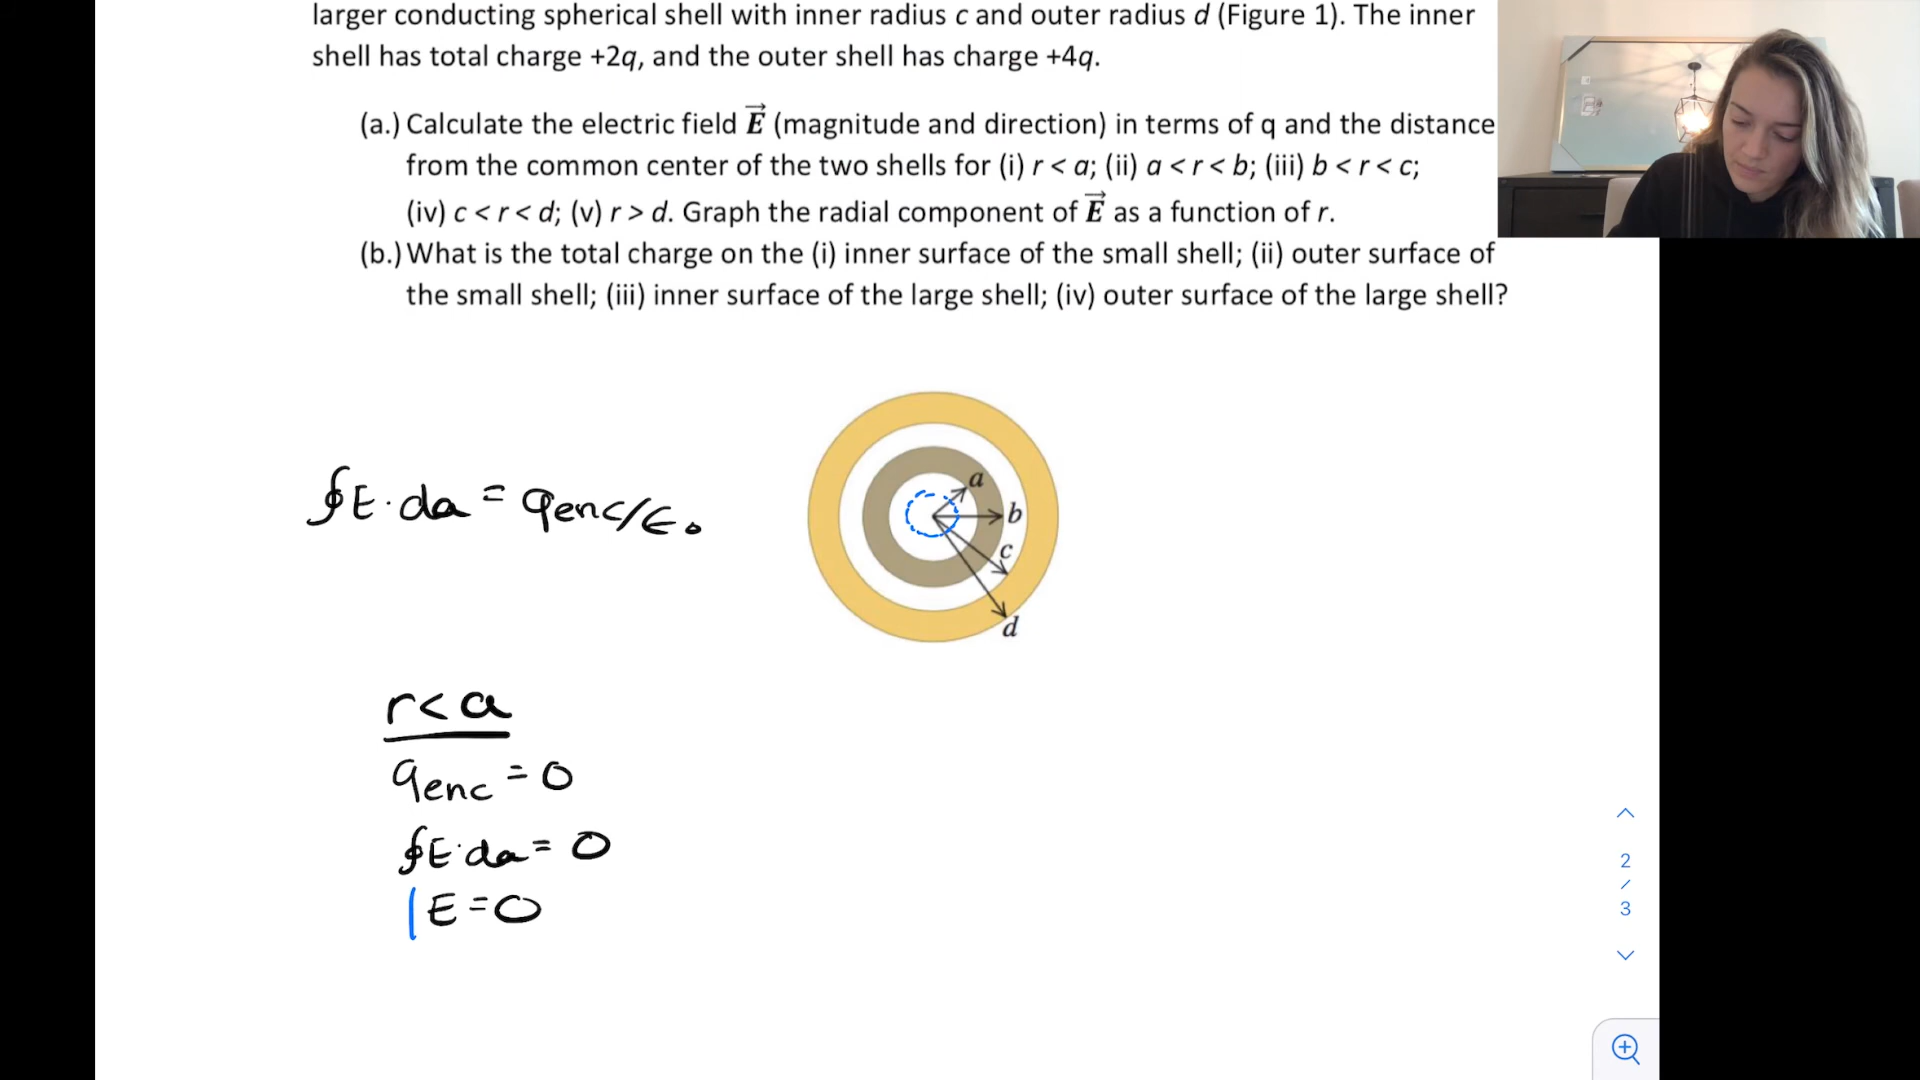 larger conducting spherical shell with inner radius c and outer radius d (Figure 1). The inner
shell has total charge +2q, and the outer shell has charge +4q.
(a.) Calculate the electric field E⃗ (magnitude and direction) in terms of q and the distance
from the common center of the two shells for (i) r < a; (ii) a < r < b; (iii) b < r < c;
(iv) c < r < d; (v) r > d. Graph the radial component of E⃗ as a function of r.
(b.) What is the total charge on the (i) inner surface of the small shell; (ii) outer surface of
the small shell; (iii) inner surface of the large shell; (iv) outer surface of the large shell?
∮E·da = qenc/ϵ₀
a
b
c
d
r<a
qenc = 0
∮E·da = 0
E = 0
2
/
3